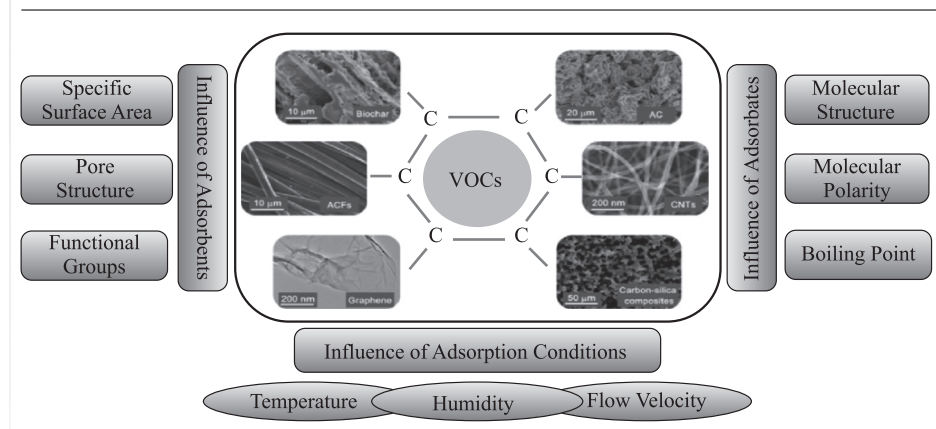 Specific
Surface Area
Pore
Structure
Functional
Groups
Influence of Adsorbents
10 μm
Biochar
20 μm
AC
10 μm
ACFs
200 nm
CNTs
200 nm
Graphene
50 μm
Carbon-silica
composites
C
C
C
C
C
C
VOCs
Influence of Adsorbates
Molecular
Structure
Molecular
Polarity
Boiling Point
Influence of Adsorption Conditions
Temperature
Humidity
Flow Velocity